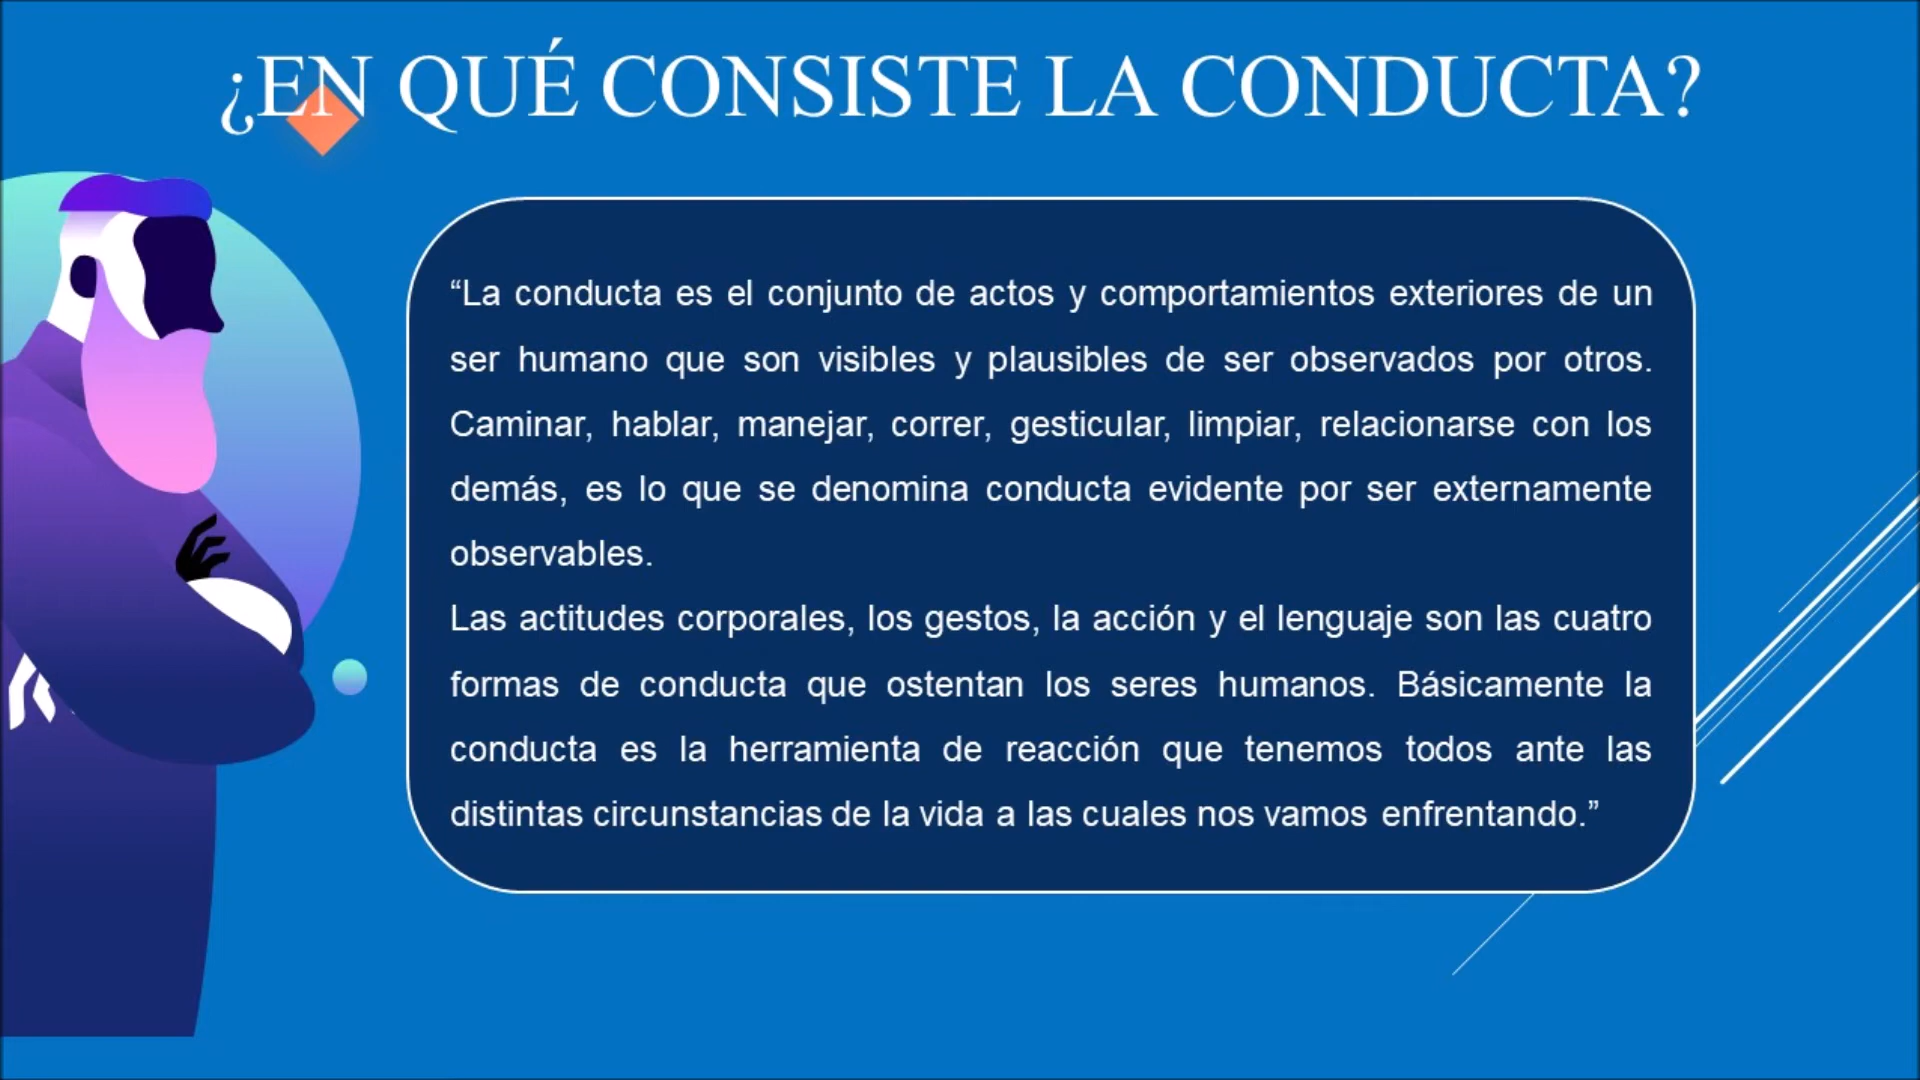 ¿EN QUÉ CONSISTE LA CONDUCTA?
“La conducta es el conjunto de actos y comportamientos exteriores de un
ser humano que son visibles y plausibles de ser observados por otros.
Caminar, hablar, manejar, correr, gesticular, limpiar, relacionarse con los
demás, es lo que se denomina conducta evidente por ser externamente
observables.
Las actitudes corporales, los gestos, la acción y el lenguaje son las cuatro
formas de conducta que ostentan los seres humanos. Básicamente la
conducta es la herramienta de reacción que tenemos todos ante las
distintas circunstancias de la vida a las cuales nos vamos enfrentando.”